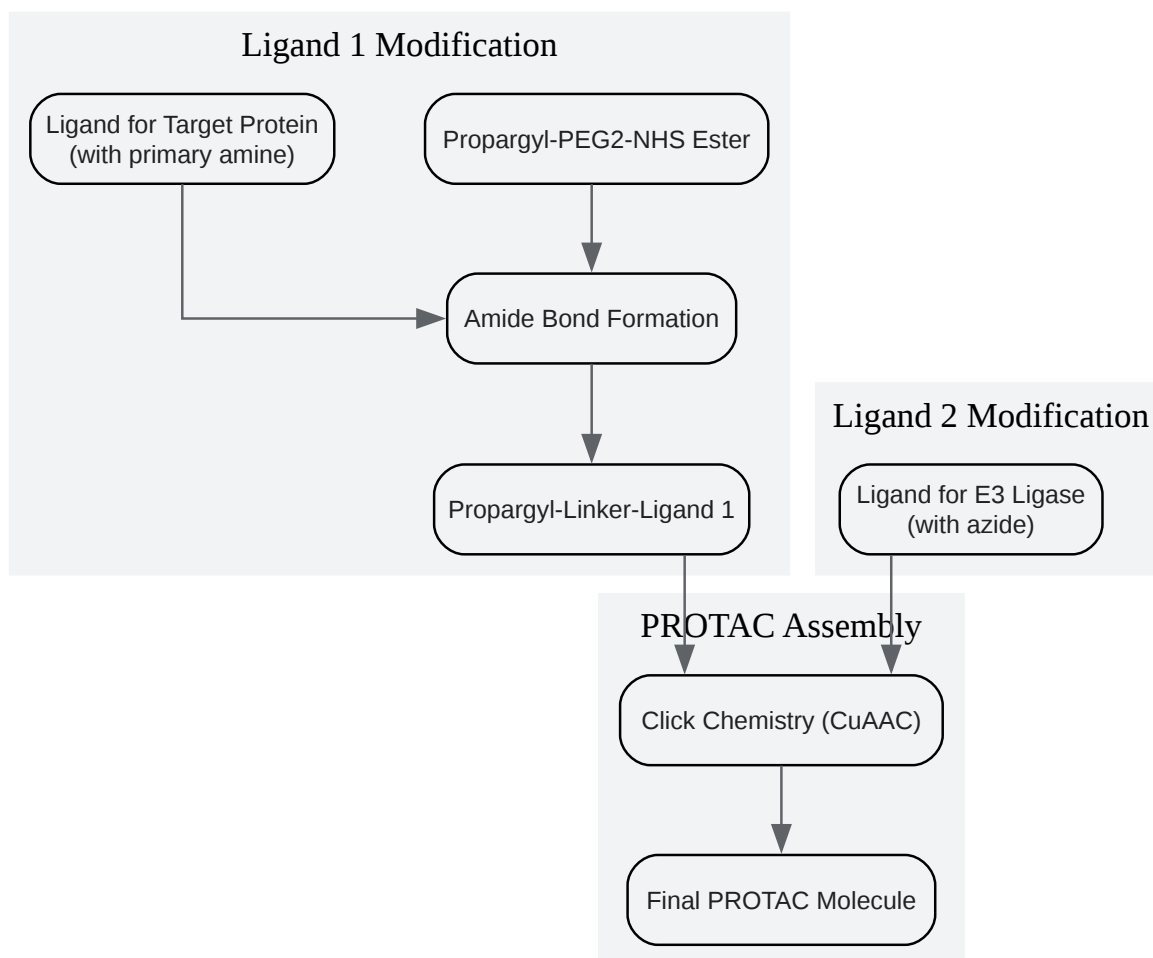 Ligand 1 Modification
Ligand for Target Protein
(with primary amine)
Propargyl-PEG2-NHS Ester
Amide Bond Formation
Propargyl-Linker-Ligand 1
Ligand 2 Modification
Ligand for E3 Ligase
(with azide)
PROTAC Assembly
Click Chemistry (CuAAC)
Final PROTAC Molecule